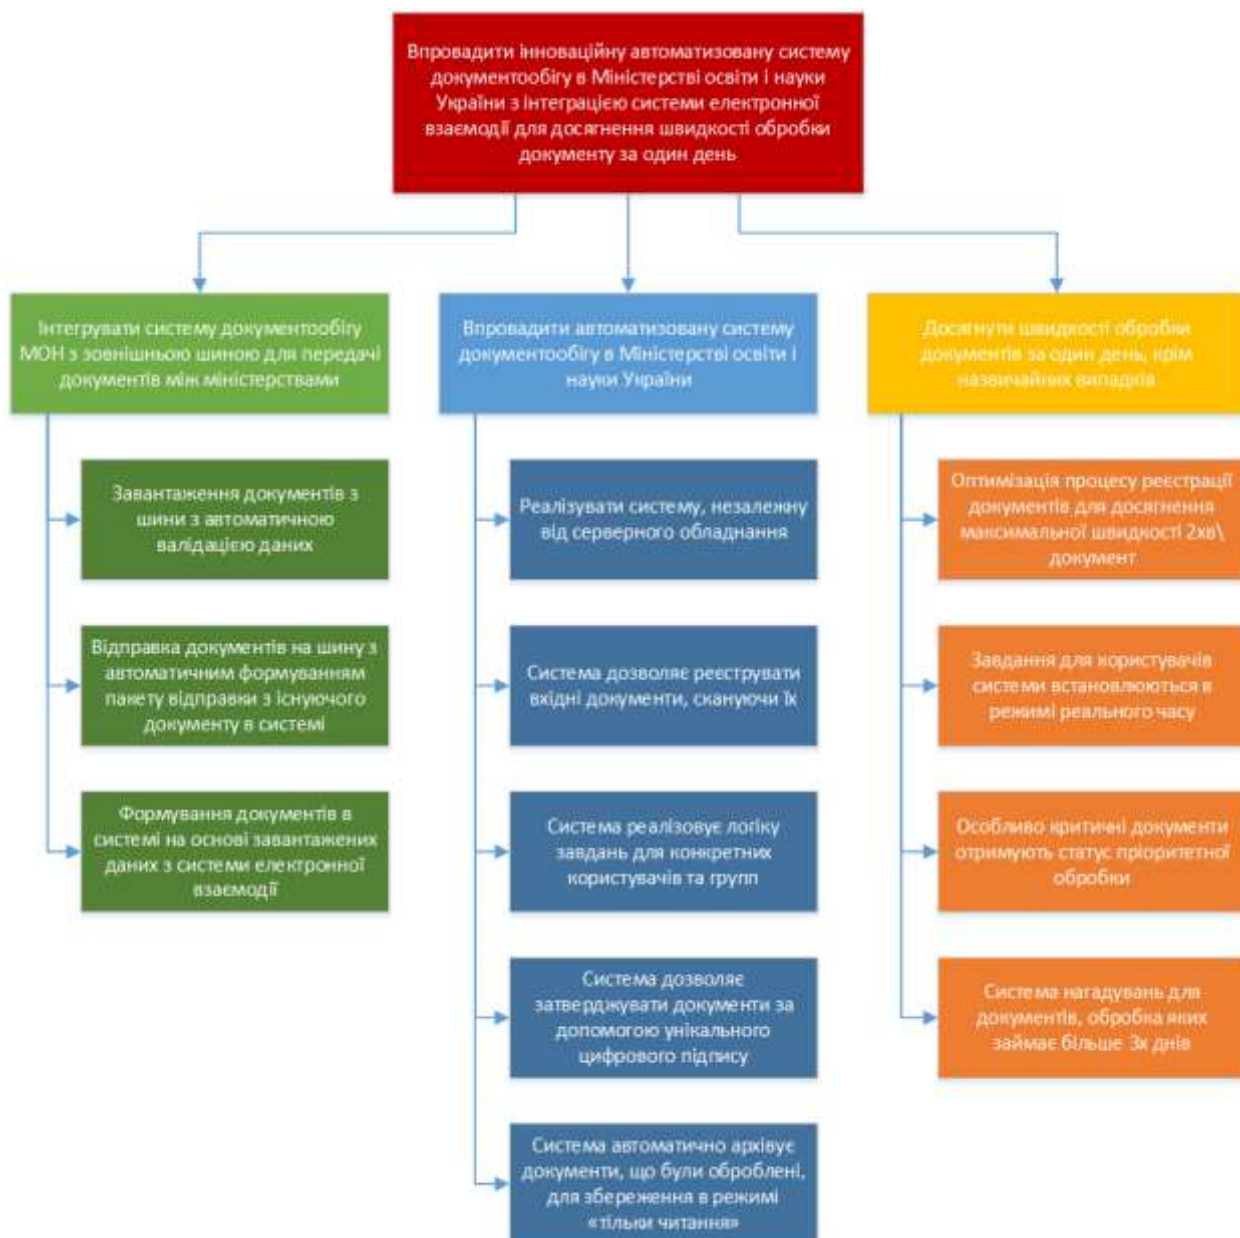 Впровадити інноваційну автоматизовану систему
документообігу в Міністерстві освіти і науки
України з інтеграцією системи електронної
взаємодії для досягнення швидкості обробки
документу за один день
Інтегрувати систему документообігу
МОН з зовнішньою шиною для передачі
документів між міністерствами
Завантаження документів з
шини з автоматичною
валідацією даних
Відправка документів на шину з
автоматичним формуванням
пакету відправки з існуючого
документу в системі
Формування документів в
системі на основі завантажених
даних з системи електронної
взаємодії
Впровадити автоматизовану систему
документообігу в Міністерстві освіти і
науки України
Реалізувати систему, незалежну
від серверного обладнання
Система дозволяє реєструвати
вхідні документи, скануючи їх
Система реалізовує логіку
завдань для конкретних
користувачів та групп
Система дозволяє
затверджувати документи за
допомогою унікального
цифрового підпису
Система автоматично архівує
документи, що були оброблені,
для збереження в режимі
«тільки читання»
Досягнути швидкості обробки
документів за один день, крім
назвичайних випадків
Оптимізація процесу реєстрації
документів для досягнення
максимальної швидкості 2хв\
документ
Завдання для користувачів
системи встановлюються в
режимі реального часу
Особливо критичні документи
отримують статус пріоритетної
обробки
Система нагадувань для
документів, обробка яких
займає більше 3х днів